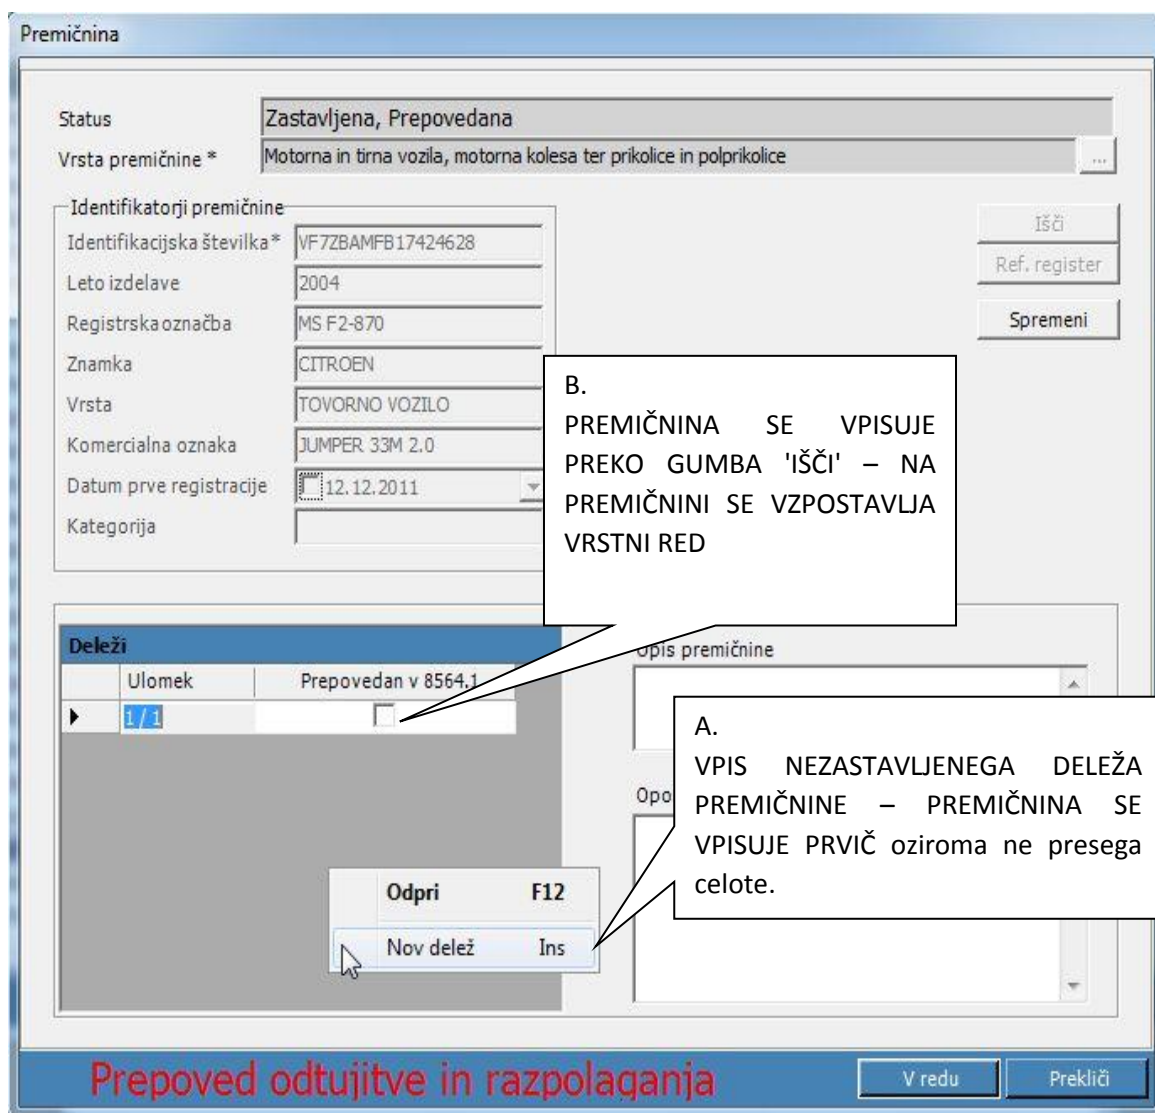 Premičnina
Status
Zastavljena, Prepovedana
Vrsta premičnine *
Motorna in tirna vozila, motorna kolesa ter prikolice in polprikolice
...
Identifikatorji premičnine
Identifikacijska številka*
VF7ZBAMFB17424628
Leto izdelave
2004
Registrska označba
MS F2-870
Znamka
CITROEN
Vrsta
TOVORNO VOZILO
Komercialna oznaka
JUMPER 33M 2.0
Datum prve registracije
12.12.2011
Kategorija
Išči
Ref. register
Spremeni
B.
PREMIČNINA SE VPISUJE
PREKO GUMBA 'IŠČI' – NA
PREMIČNINI SE VZPOSTAVLJA
VRSTNI RED
Deleži
Ulomek
Prepovedan v 8564.1
1 / 1
Opis premičnine
A.
VPIS NEZASTAVLJENEGA DELEŽA
PREMIČNINE – PREMIČNINA SE
VPISUJE PRVIČ oziroma ne presega
celote.
Opo
Odpri F12
Nov delež Ins
Prepoved odtujitve in razpolaganja
V redu
Prekliči